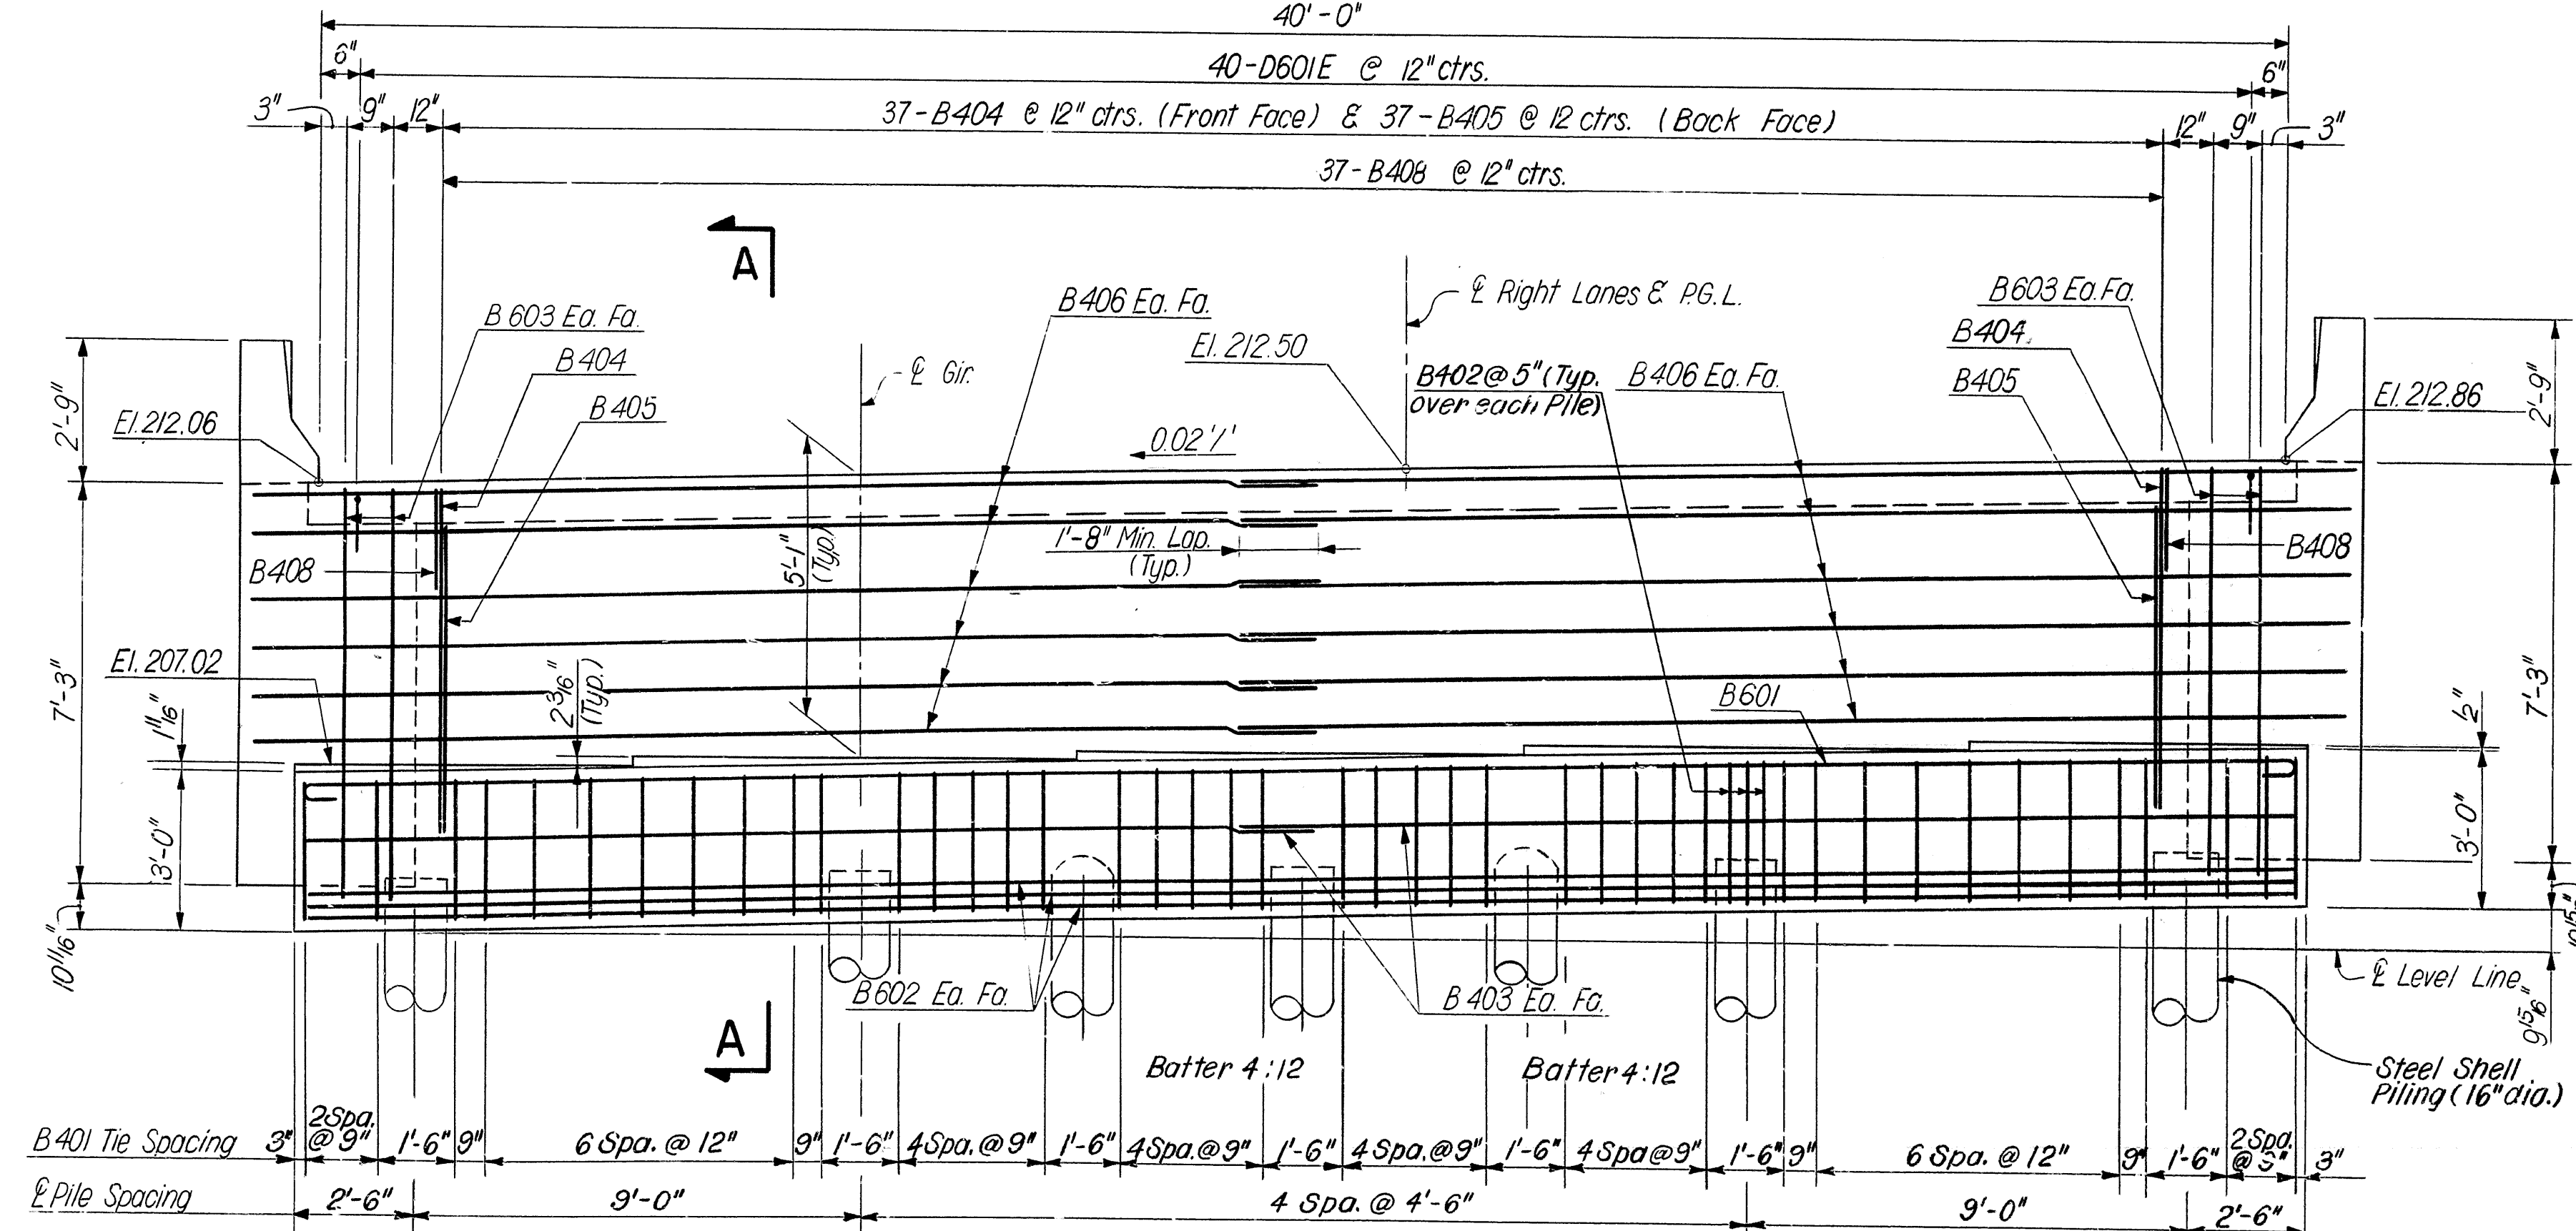 40'-0"
6" 40-D601E @ 12" ctrs. 6"
3" 9" 12" 37-B404 @ 12" ctrs. (Front Face) & 37-B405 @ 12 ctrs. (Back Face) 12" 9" 3"
37-B408 @ 12" ctrs.
A
B603 Ea. Fa.
B404
B405
B406 Ea. Fa.
℄ Gir.
El. 212.50
℄ Right Lanes & P.G.L.
B402 @ 5" (Typ.
over each Pile)
B406 Ea. Fa.
B603 Ea. Fa.
B404
B405
El. 212.86
2'-9"
El. 212.06
0.02'/'
2'-9"
5'-1"
(Typ.)
1'-8" Min. Lap.
(Typ.)
B408
B408
El. 207.02
7'-3"
1 11/16"
2 3/16"
(Typ.)
B601
7'-3"
1/2"
3'-0"
3'-0"
10 11/16"
B602 Ea. Fa.
B403 Ea. Fa.
℄ Level Line
9 15/16"
A
Batter 4:12
Batter 4:12
Steel Shell
Piling (16" dia.)
B401 Tie Spacing 3" 2 Spa. @ 9" 1'-6" 9" 6 Spa. @ 12" 9" 1'-6" 4 Spa. @ 9" 1'-6" 4 Spa. @ 9" 1'-6" 4 Spa. @ 9" 1'-6" 4 Spa @ 9" 1'-6" 9" 6 Spa. @ 12" 9" 1'-6" 2 Spa. @ 3"
℄ Pile Spacing 2'-6" 9'-0" 4 Spa. @ 4'-6" 9'-0" 2'-6"